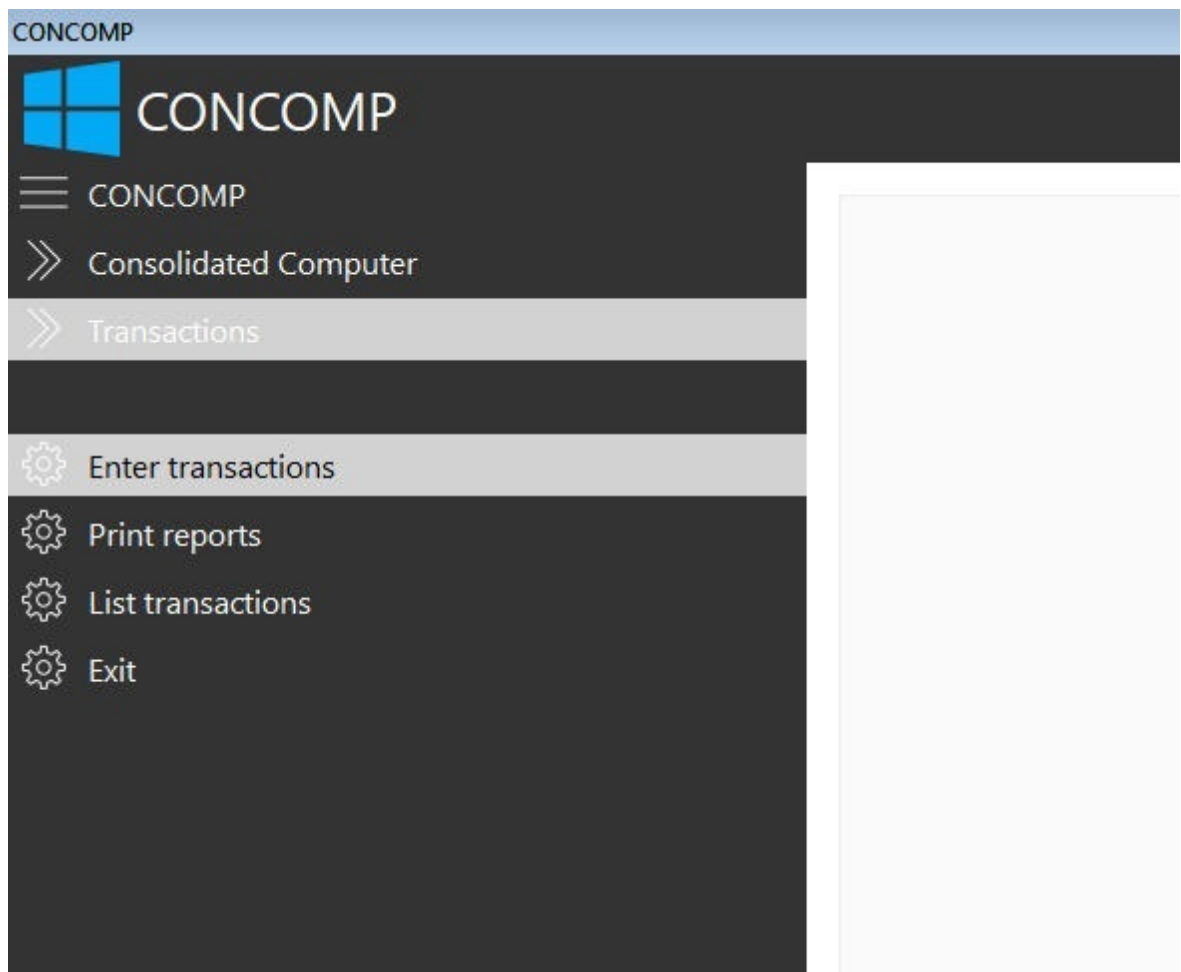 CONCOMP
CONCOMP
CONCOMP
Consolidated Computer
Transactions
Enter transactions
Print reports
List transactions
Exit